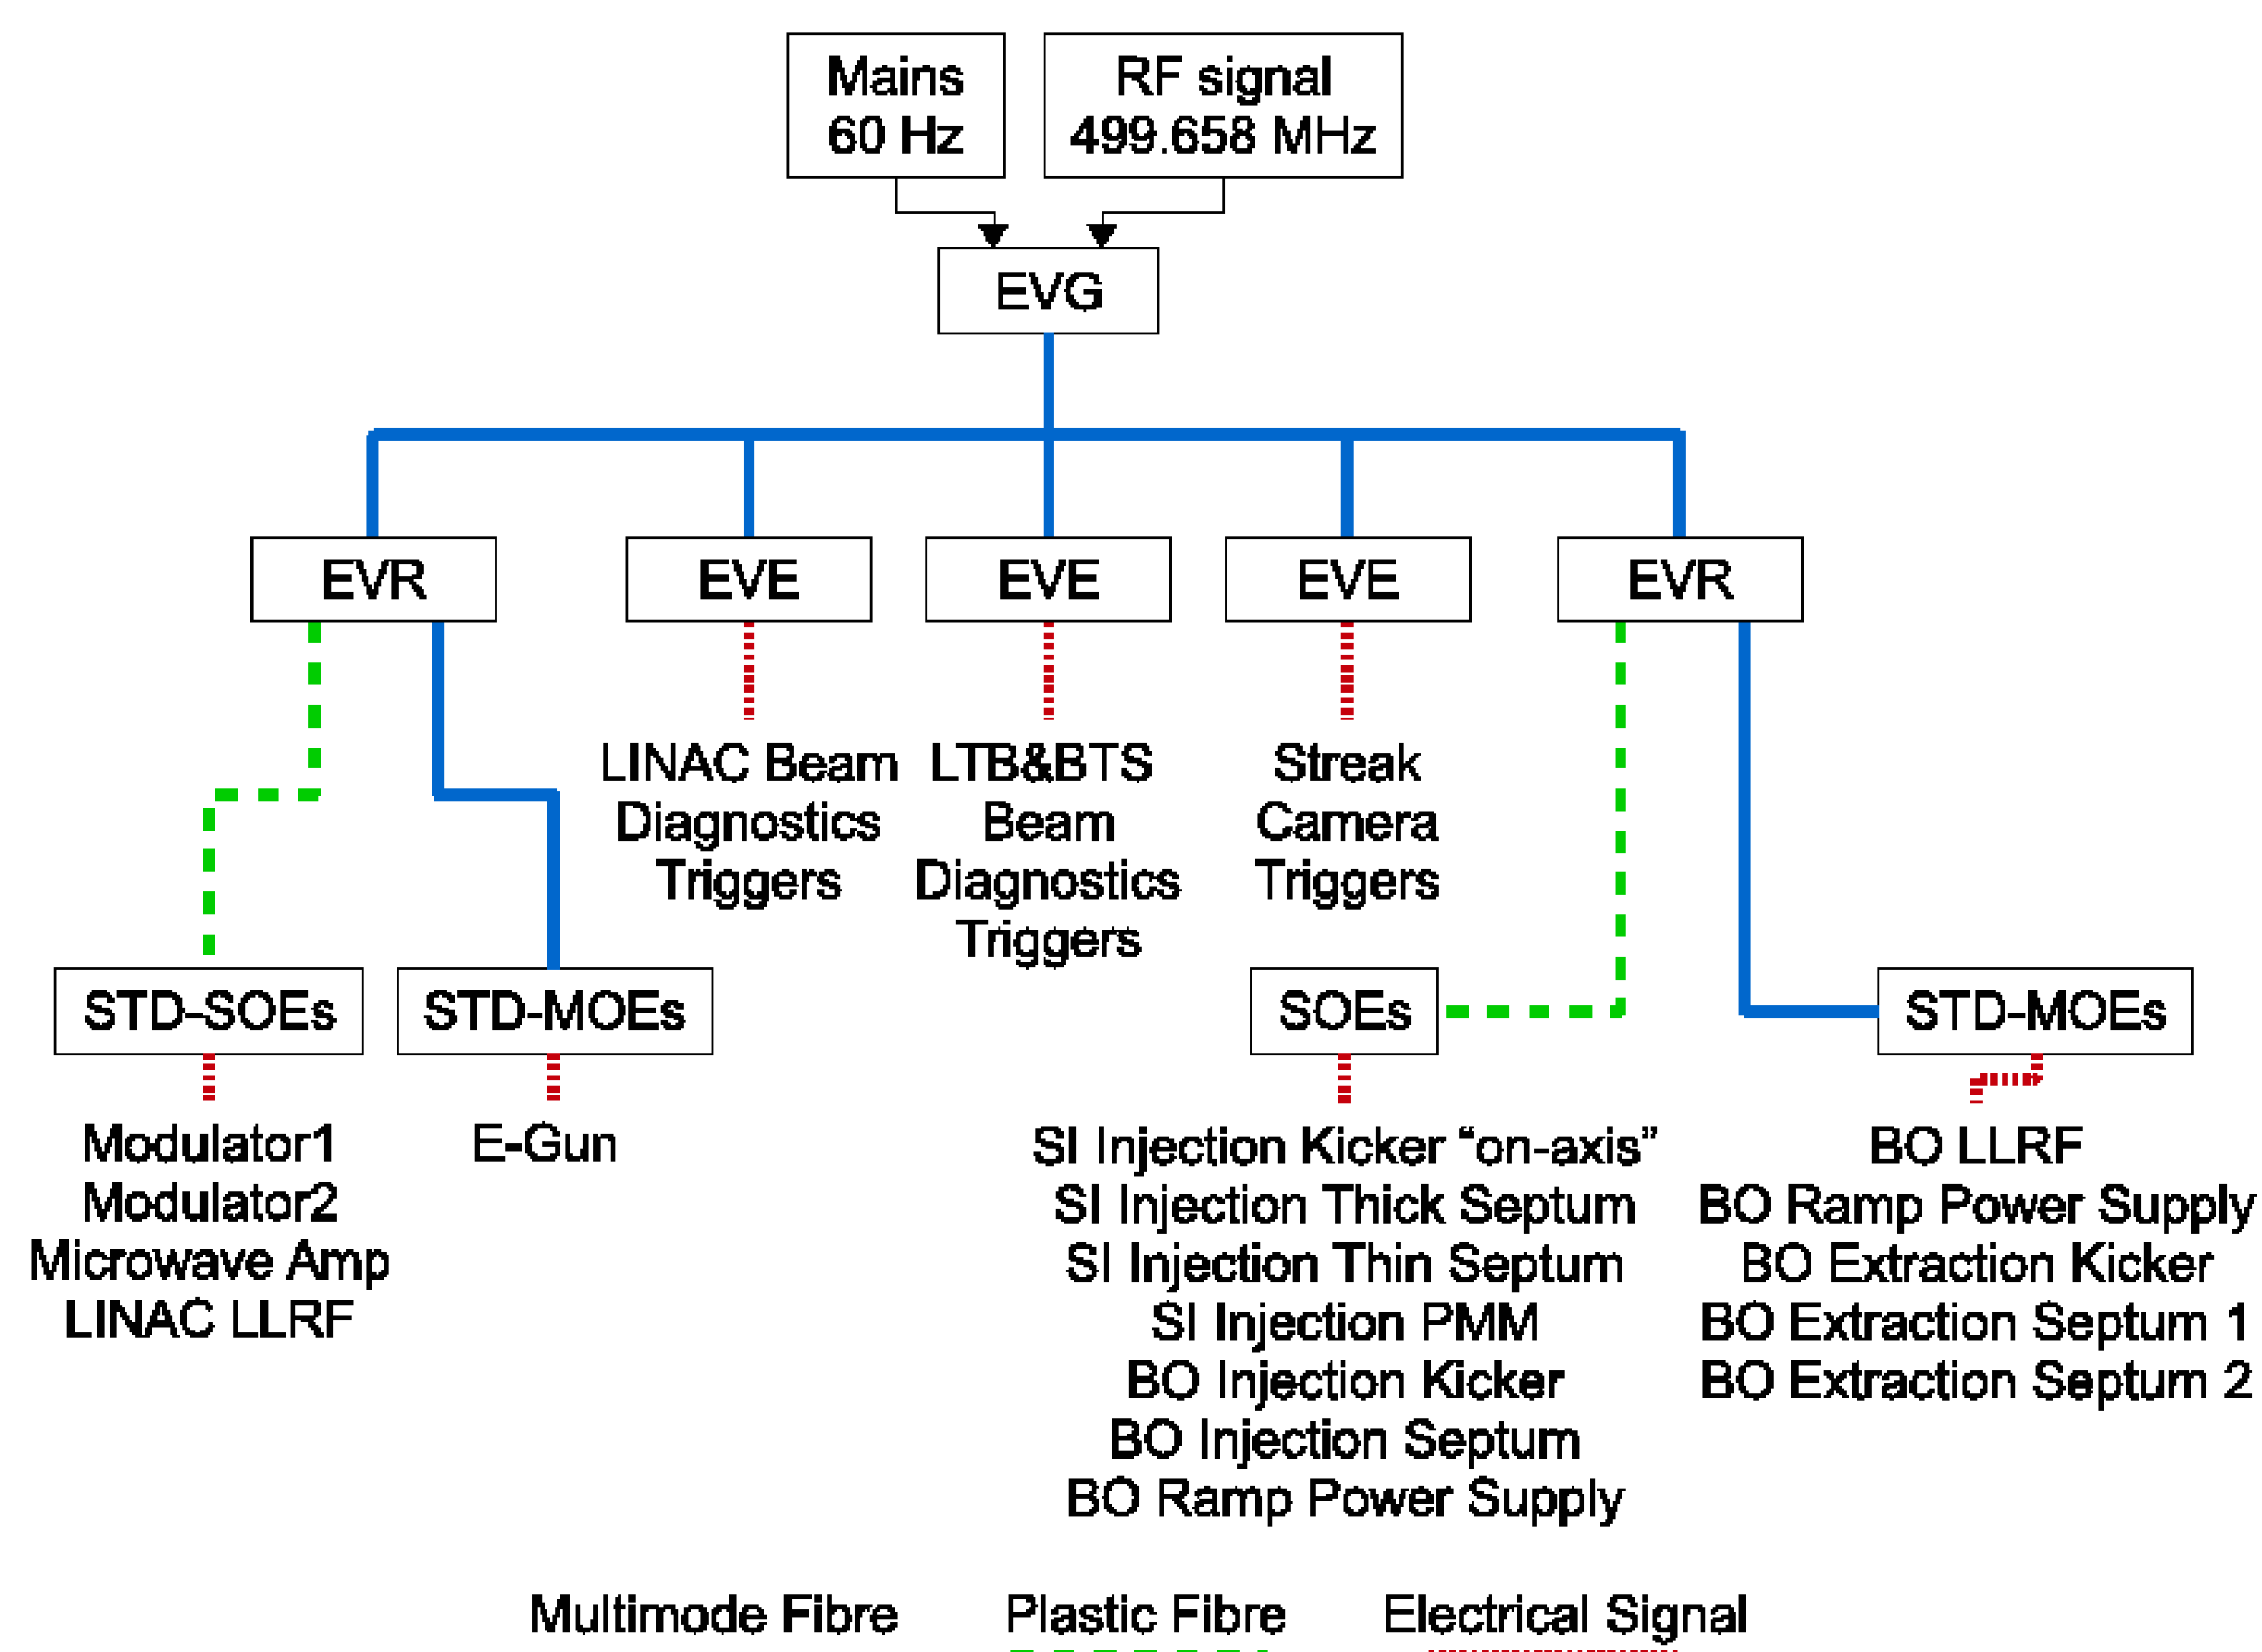 Mains
60 Hz
RF signal
499.658 MHz
EVG
EVR
EVE
EVE
EVE
EVR
LINAC Beam
Diagnostics
Triggers
LTB&BTS
Beam
Diagnostics
Triggers
Streak
Camera
Triggers
STD-SOEs
STD-MOEs
SOEs
STD-MOEs
Modulator1
Modulator2
Microwave Amp
LINAC LLRF
E-Gun
SI Injection Kicker “on-axis”
SI Injection Thick Septum
SI Injection Thin Septum
SI Injection PMM
BO Injection Kicker
BO Injection Septum
BO Ramp Power Supply
BO LLRF
BO Ramp Power Supply
BO Extraction Kicker
BO Extraction Septum 1
BO Extraction Septum 2
Multimode Fibre
Plastic Fibre
Electrical Signal